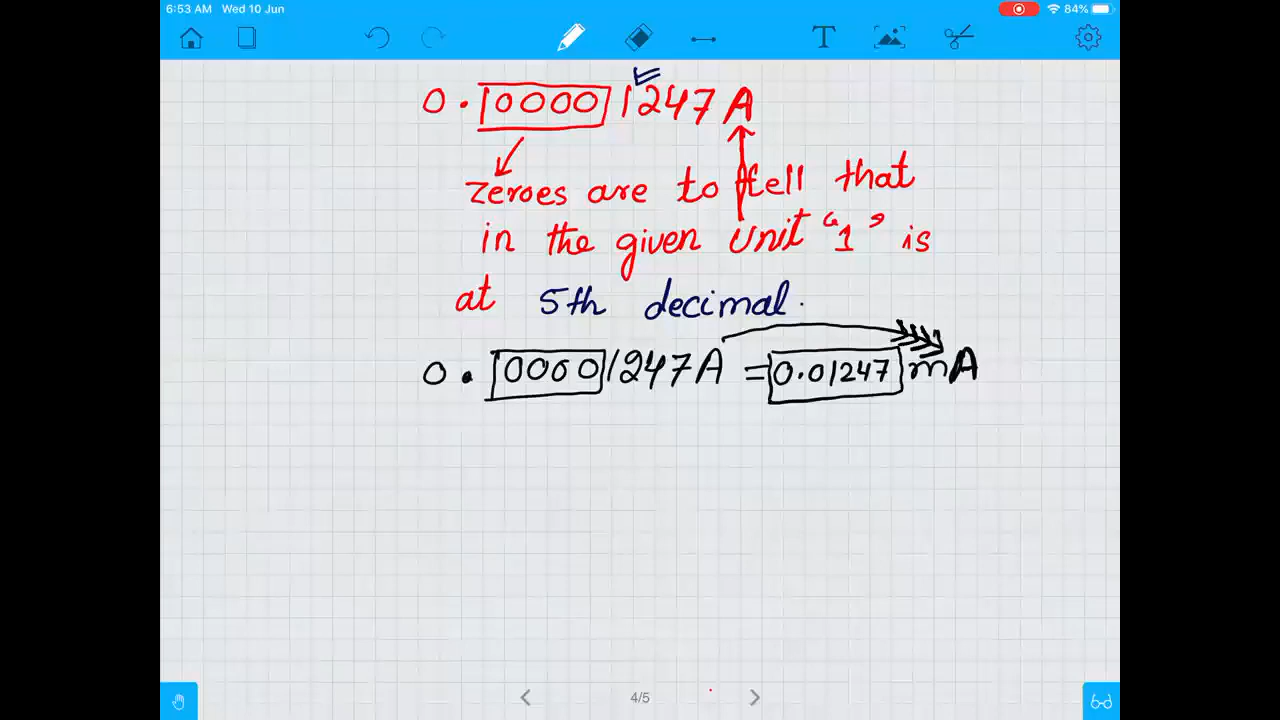 6:53 AM Wed 10 Jun
84%
T
0.00001247 A
zeroes are to tell that
in the given unit "1" is
at 5th decimal.
0.00001247A = 0.01247 mA
4/5